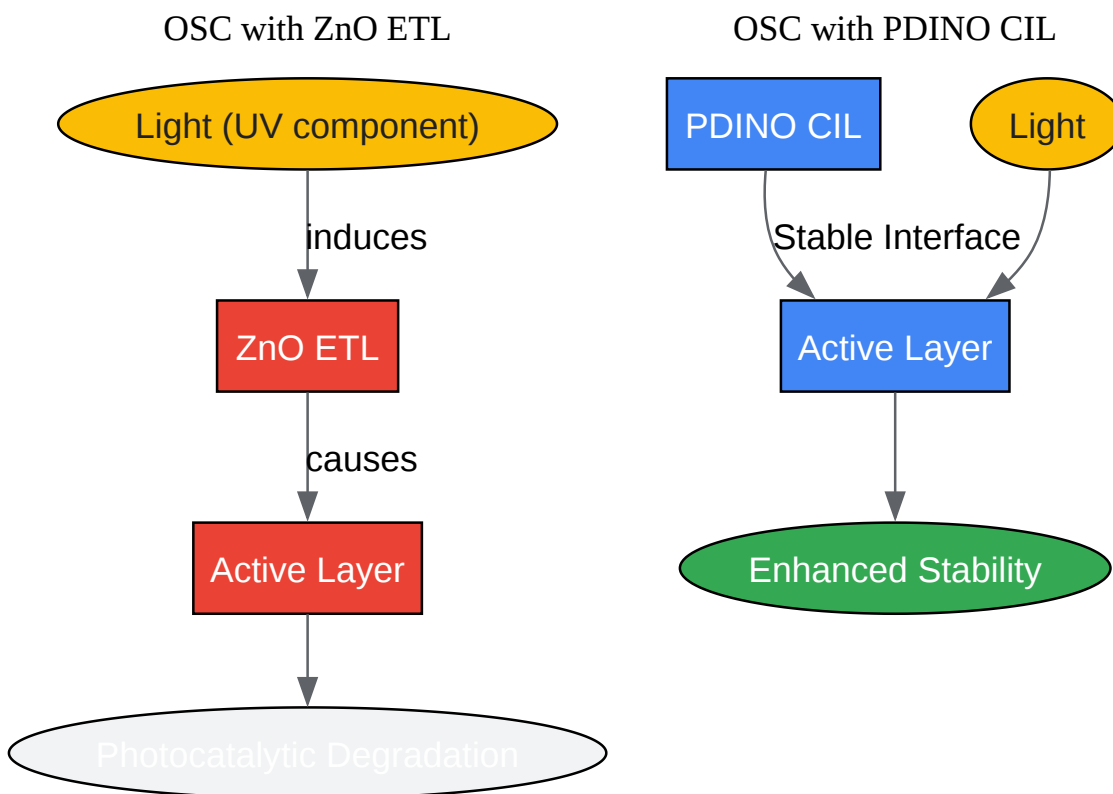 OSC with ZnO ETL
Light (UV component)
induces
ZnO ETL
causes
Active Layer
Photocatalytic Degradation
OSC with PDINO CIL
PDINO CIL
Light
Stable Interface
Active Layer
Enhanced Stability